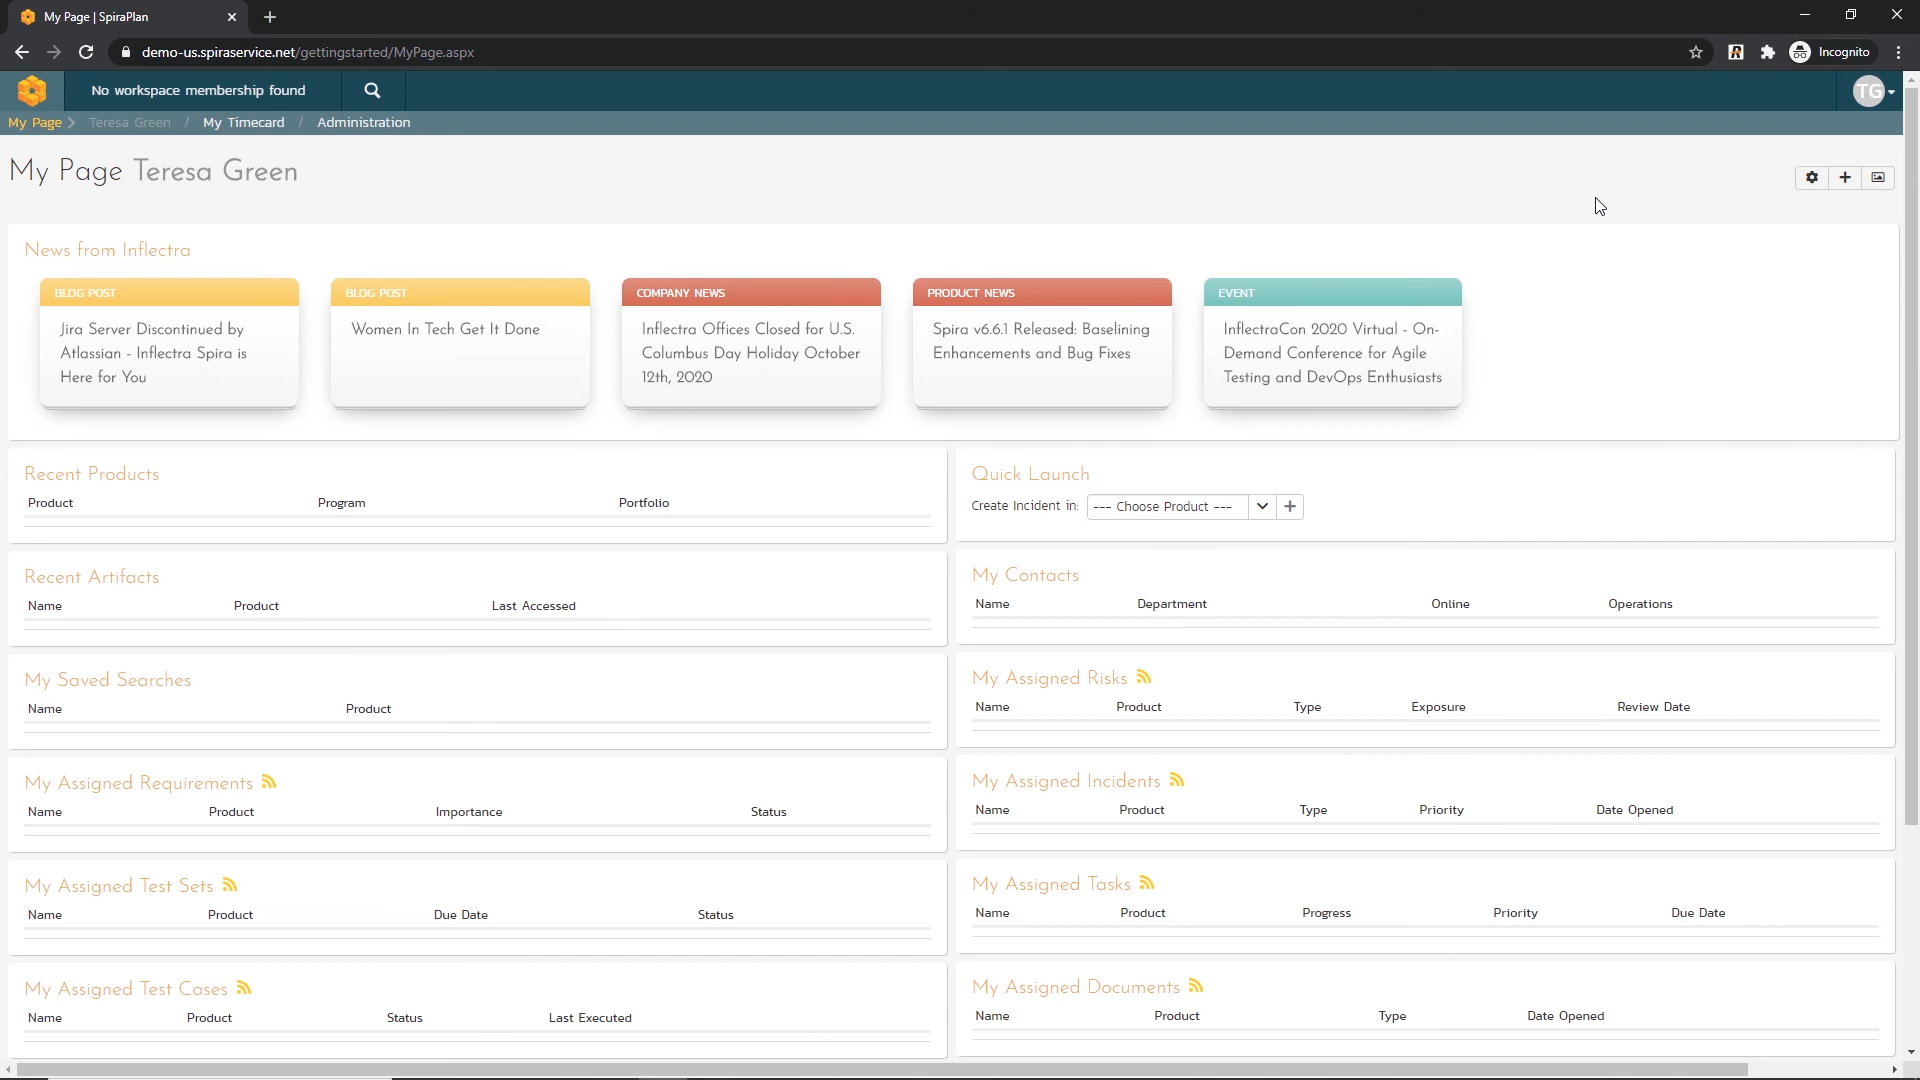 My Page | SpiraPlan
demo-us.spiraservice.net/gettingstarted/MyPage.aspx
Incognito
No workspace membership found
TG
My Page
Teresa Green / My Timecard / Administration
My Page Teresa Green
News from Inflectra
BLOG POST
Jira Server Discontinued by
Atlassian - Inflectra Spira is
Here for You
BLOG POST
Women In Tech Get It Done
COMPANY NEWS
Inflectra Offices Closed for U.S.
Columbus Day Holiday October
12th, 2020
PRODUCT NEWS
Spira v6.6.1 Released: Baselining
Enhancements and Bug Fixes
EVENT
InflectraCon 2020 Virtual - On-
Demand Conference for Agile
Testing and DevOps Enthusiasts
Recent Products
Product Program Portfolio
Quick Launch
Create Incident in: --- Choose Product ---
Recent Artifacts
Name Product Last Accessed
My Contacts
Name Department Online Operations
My Saved Searches
Name Product
My Assigned Risks
Name Product Type Exposure Review Date
My Assigned Requirements
Name Product Importance Status
My Assigned Incidents
Name Product Type Priority Date Opened
My Assigned Test Sets
Name Product Due Date Status
My Assigned Tasks
Name Product Progress Priority Due Date
My Assigned Test Cases
Name Product Status Last Executed
My Assigned Documents
Name Product Type Date Opened